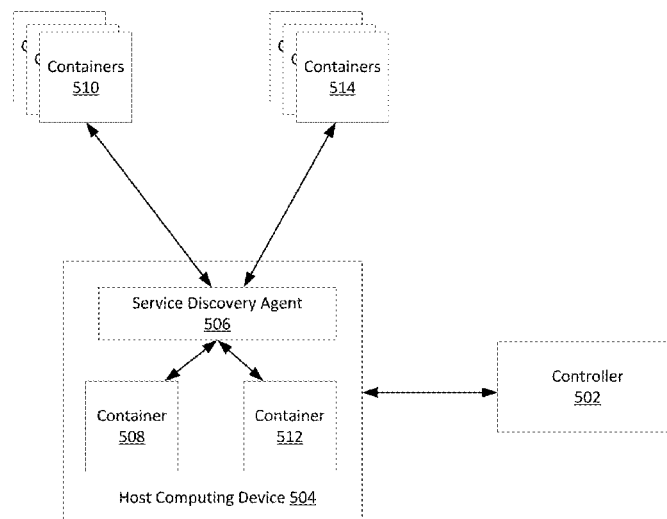 Containers
510
Containers
514
Service Discovery Agent
506
Controller
502
Container
508
Container
512
Host Computing Device 504